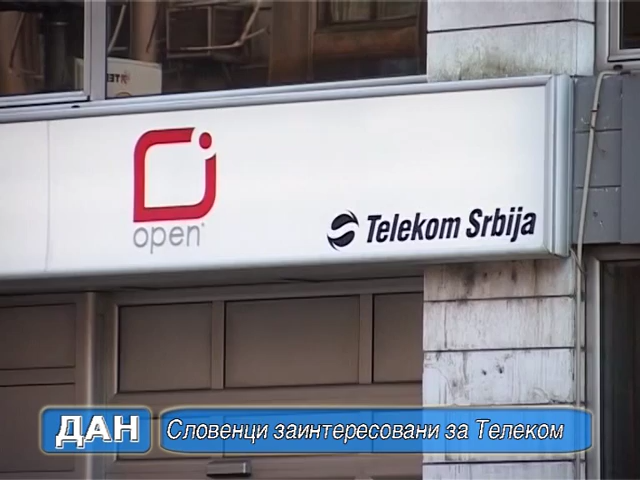 open
Telekom Srbija
ДАН
Словенци заинтересовани за Телеком